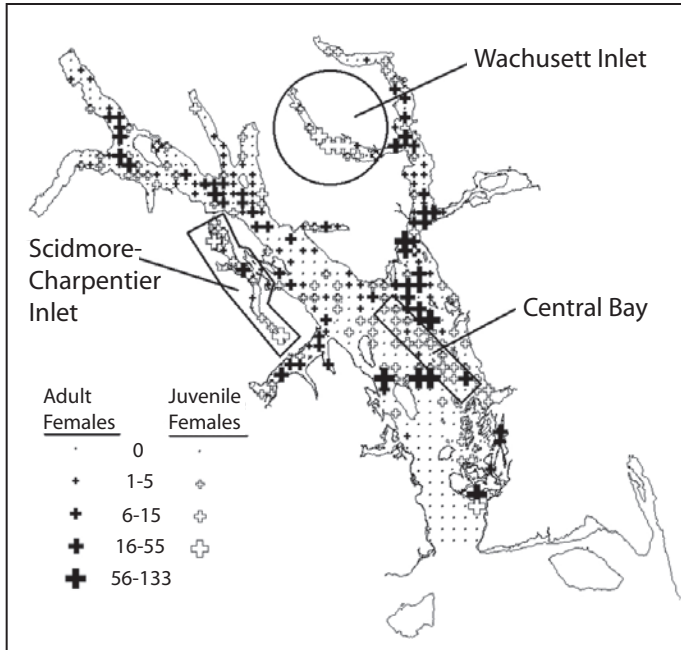 Wachusett Inlet
Scidmore-
Charpentier
Inlet
Central Bay
Adult Juvenile
Females Females
0
1-5
6-15
16-55
56-133